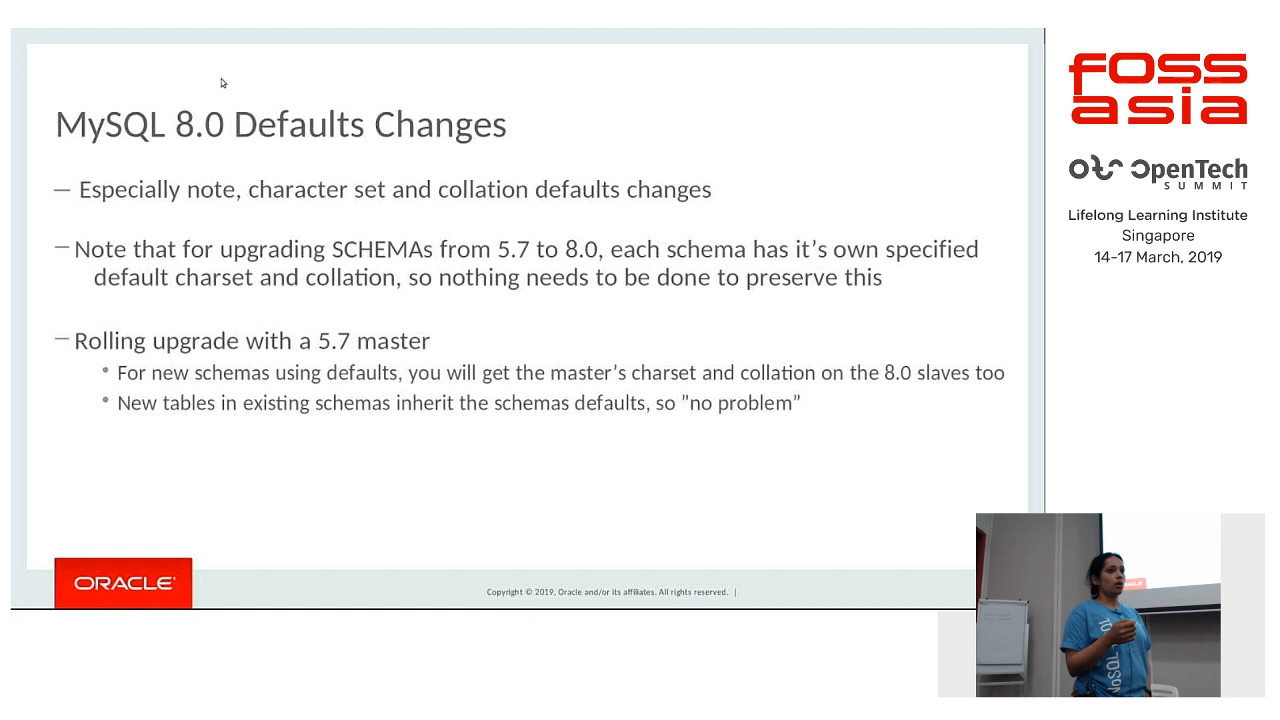 MySQL 8.0 Defaults Changes
– Especially note, character set and collation defaults changes
– Note that for upgrading SCHEMAs from 5.7 to 8.0, each schema has it’s own specified
default charset and collation, so nothing needs to be done to preserve this
– Rolling upgrade with a 5.7 master
• For new schemas using defaults, you will get the master’s charset and collation on the 8.0 slaves too
• New tables in existing schemas inherit the schemas defaults, so ”no problem”
ORACLE
Copyright © 2019, Oracle and/or its affiliates. All rights reserved. |
foss
asia
OpenTech
SUMMIT
Lifelong Learning Institute
Singapore
14-17 March, 2019
NoSQL